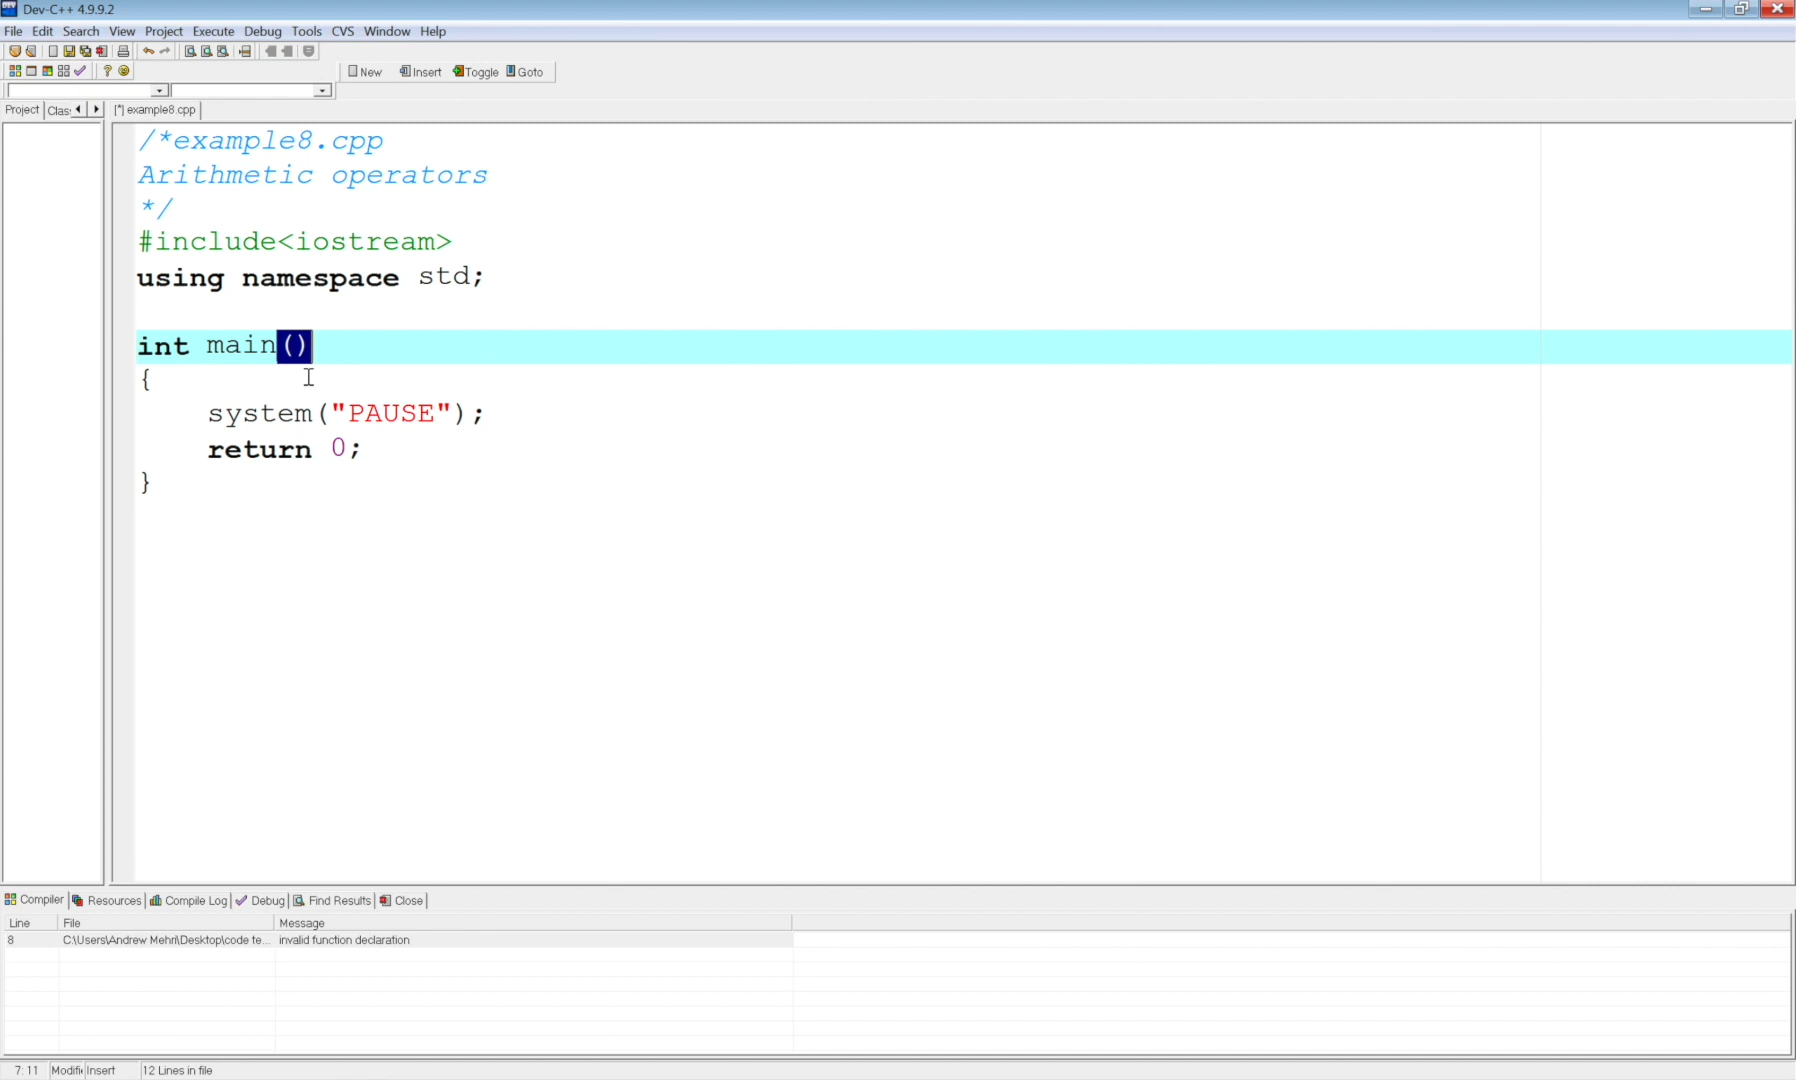 Dev-C++ 4.9.9.2
File Edit Search View Project Execute Debug Tools CVS Window Help
New Insert Toggle Goto
Project Clas [*] example8.cpp
/*example8.cpp
Arithmetic operators
*/
#include<iostream>
using namespace std;
int main()
{
system("PAUSE");
return 0;
}
Compiler Resources Compile Log Debug Find Results Close
Line File Message
8 C:\Users\Andrew Mehri\Desktop\code te... invalid function declaration
7: 11 Modifi Insert 12 Lines in file